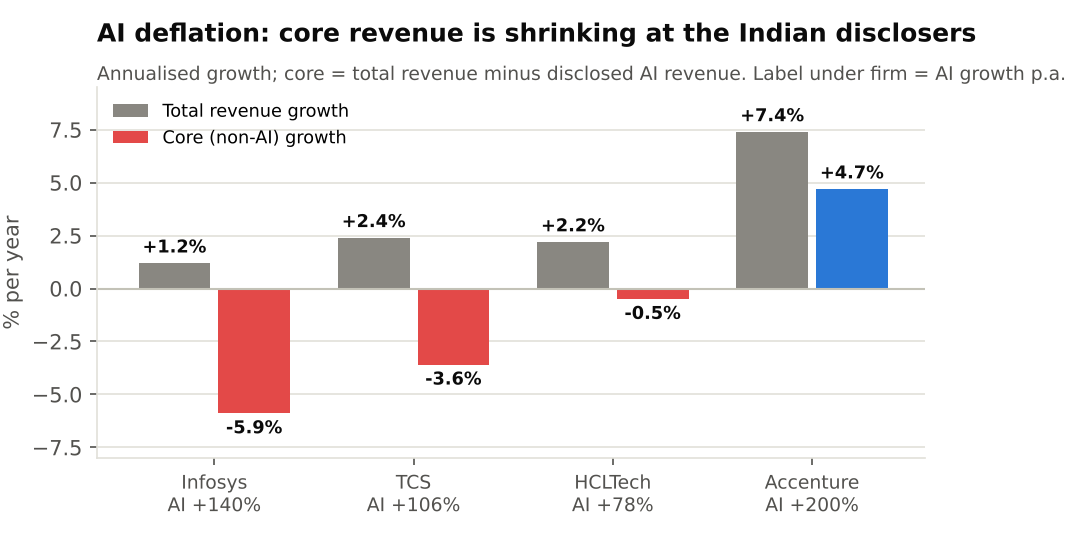 AI deflation: core revenue is shrinking at the Indian disclosers
Annualised growth; core = total revenue minus disclosed AI revenue. Label under firm = AI growth p.a.
Total revenue growth
Core (non-AI) growth
% per year
7.5
5.0
2.5
0.0
−2.5
−5.0
−7.5
+1.2%
-5.9%
+2.4%
-3.6%
+2.2%
-0.5%
+7.4%
+4.7%
Infosys
AI +140%
TCS
AI +106%
HCLTech
AI +78%
Accenture
AI +200%